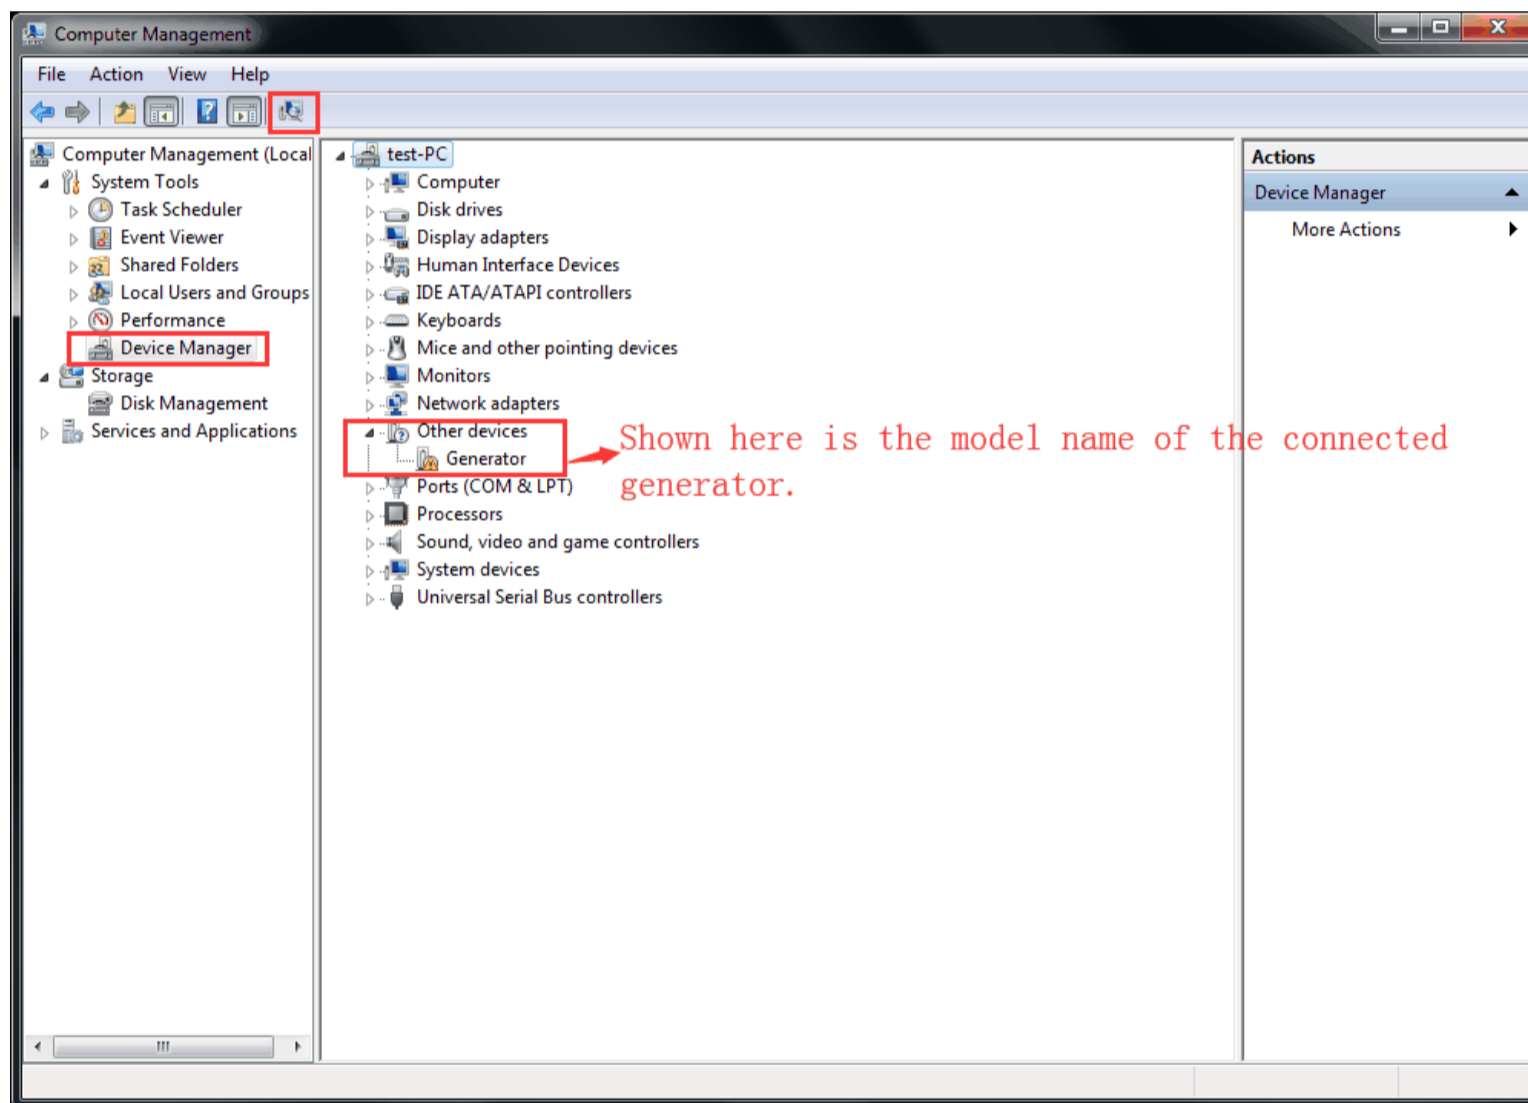 Computer Management
File Action View Help
Computer Management (Local
System Tools
Task Scheduler
Event Viewer
Shared Folders
Local Users and Groups
Performance
Device Manager
Storage
Disk Management
Services and Applications
test-PC
Computer
Disk drives
Display adapters
Human Interface Devices
IDE ATA/ATAPI controllers
Keyboards
Mice and other pointing devices
Monitors
Network adapters
Other devices
Generator
Ports (COM & LPT)
Processors
Sound, video and game controllers
System devices
Universal Serial Bus controllers
Shown here is the model name of the connected
generator.
Actions
Device Manager
More Actions